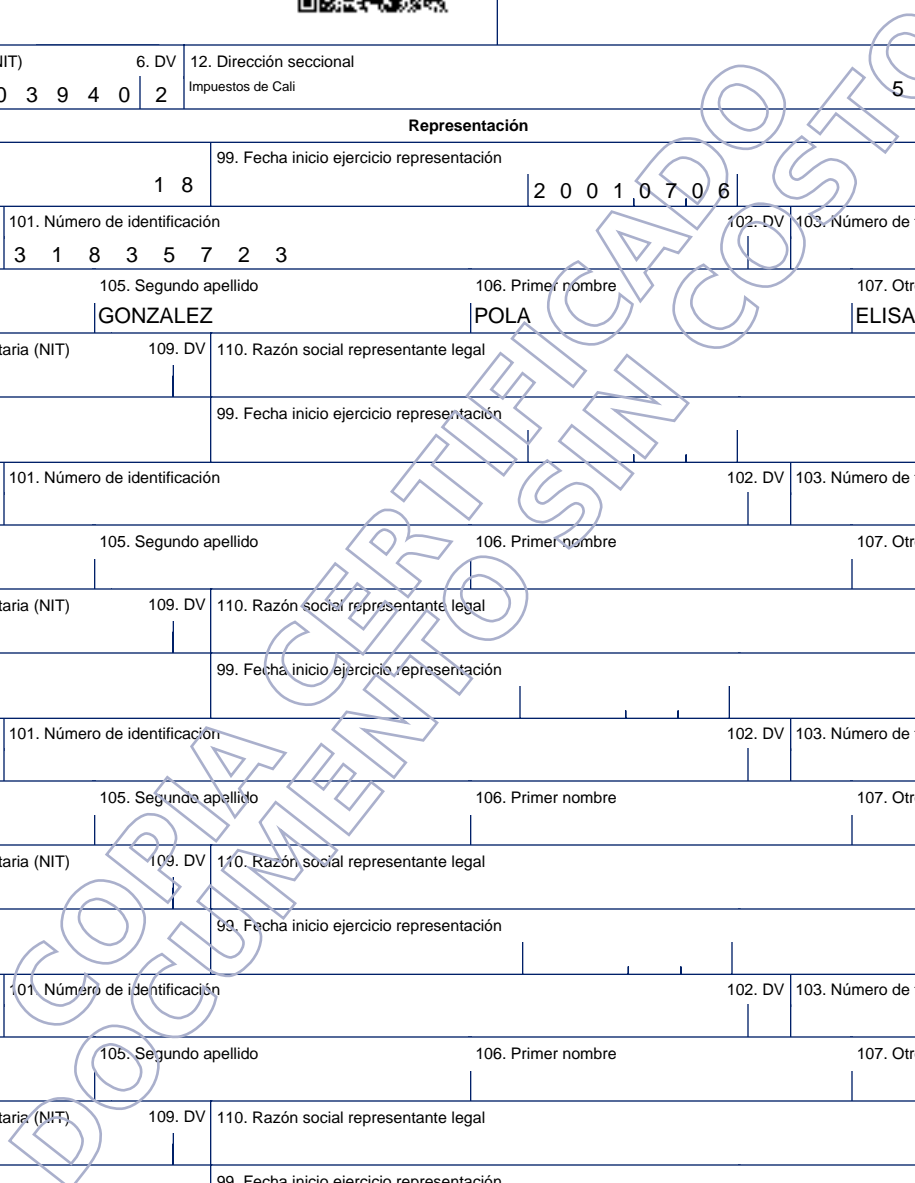 NIT) 6. DV 12. Dirección seccional
0 3 9 4 0 2 Impuestos de Cali 5
Representación
99. Fecha inicio ejercicio representación
1 8 2 0 0 1 0 7 0 6
101. Número de identificación 102. DV 103. Número de
3 1 8 3 5 7 2 3
105. Segundo apellido 106. Primer nombre 107. Otr
GONZALEZ POLA ELISA
taria (NIT) 109. DV 110. Razón social representante legal
99. Fecha inicio ejercicio representación
101. Número de identificación 102. DV 103. Número de
105. Segundo apellido 106. Primer nombre 107. Otr
taria (NIT) 109. DV 110. Razón social representante legal
99. Fecha inicio ejercicio representación
101. Número de identificación 102. DV 103. Número de
105. Segundo apellido 106. Primer nombre 107. Otr
taria (NIT) 109. DV 110. Razón social representante legal
99. Fecha inicio ejercicio representación
101. Número de identificación 102. DV 103. Número de
105. Segundo apellido 106. Primer nombre 107. Otr
taria (NIT) 109. DV 110. Razón social representante legal
99. Fecha inicio ejercicio representación
COPIA CERTIFICADO
DOCUMENTO SIN COSTO